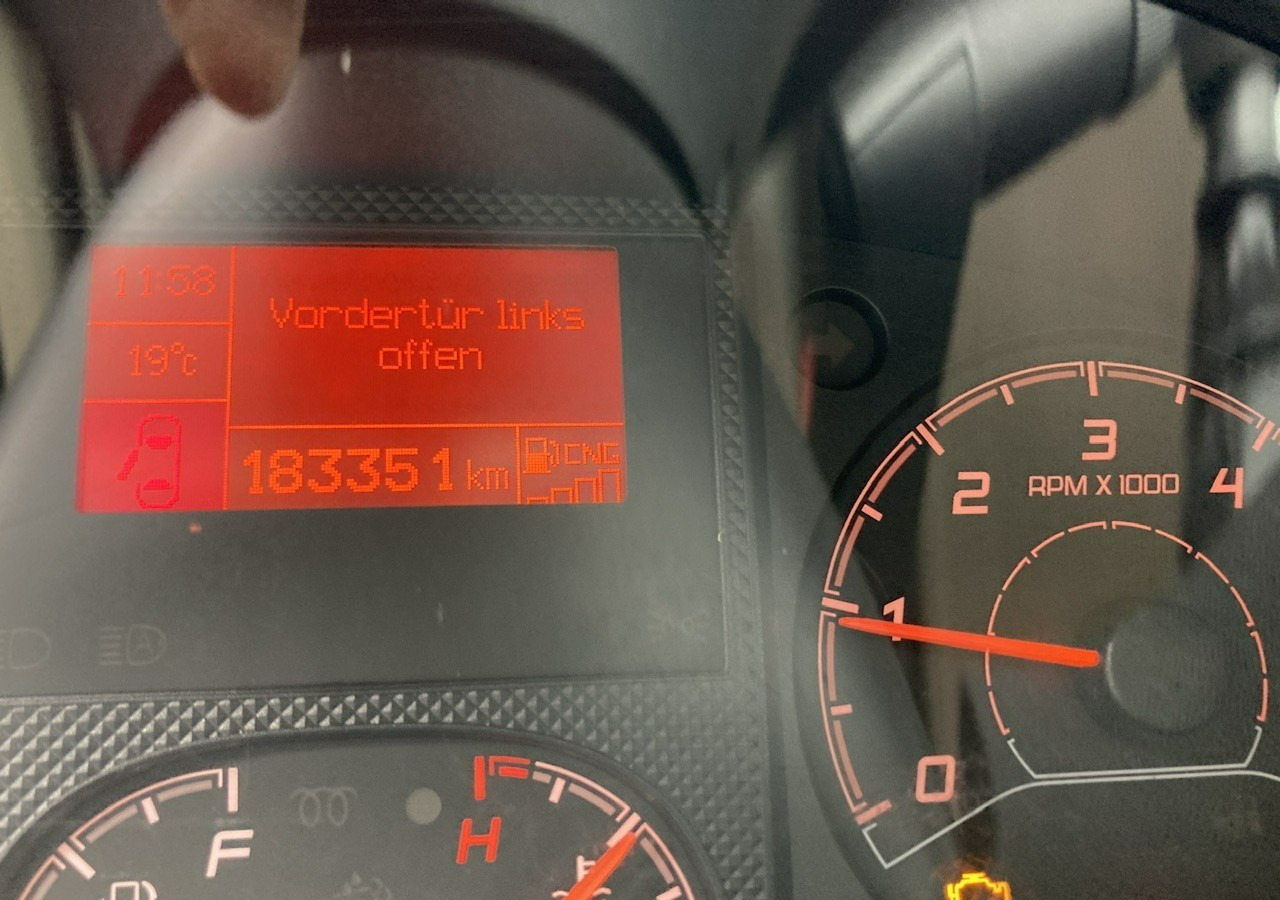 11:58
Vordertür links
offen
19°C
183351 km
CNG
3
2
4
RPM X 1000
1
0
F
H